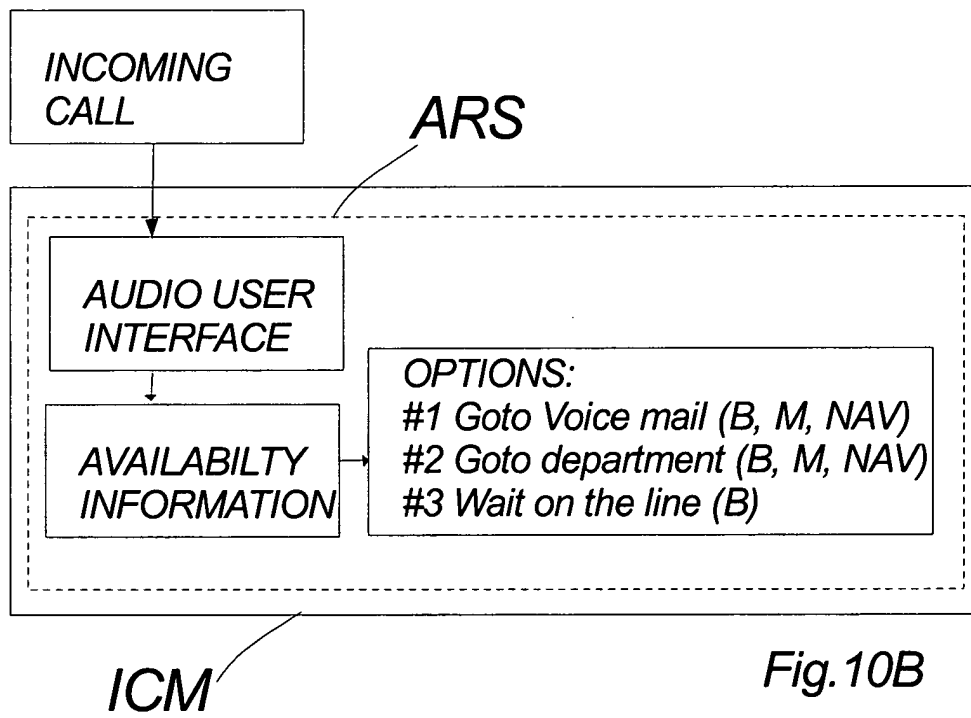 INCOMING
CALL
ARS
AUDIO USER
INTERFACE
AVAILABILTY
INFORMATION
OPTIONS:
#1 Goto Voice mail (B, M, NAV)
#2 Goto department (B, M, NAV)
#3 Wait on the line (B)
ICM
Fig.10B